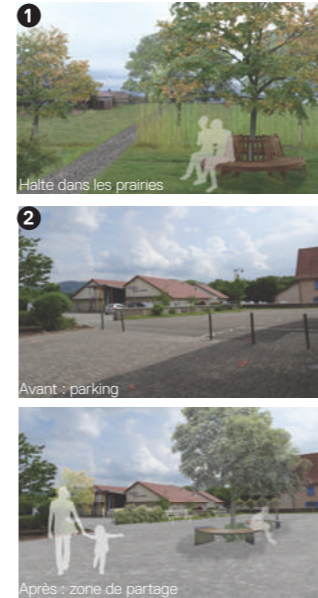 1
Halte dans les prairies
2
Avant : parking
Après : zone de partage